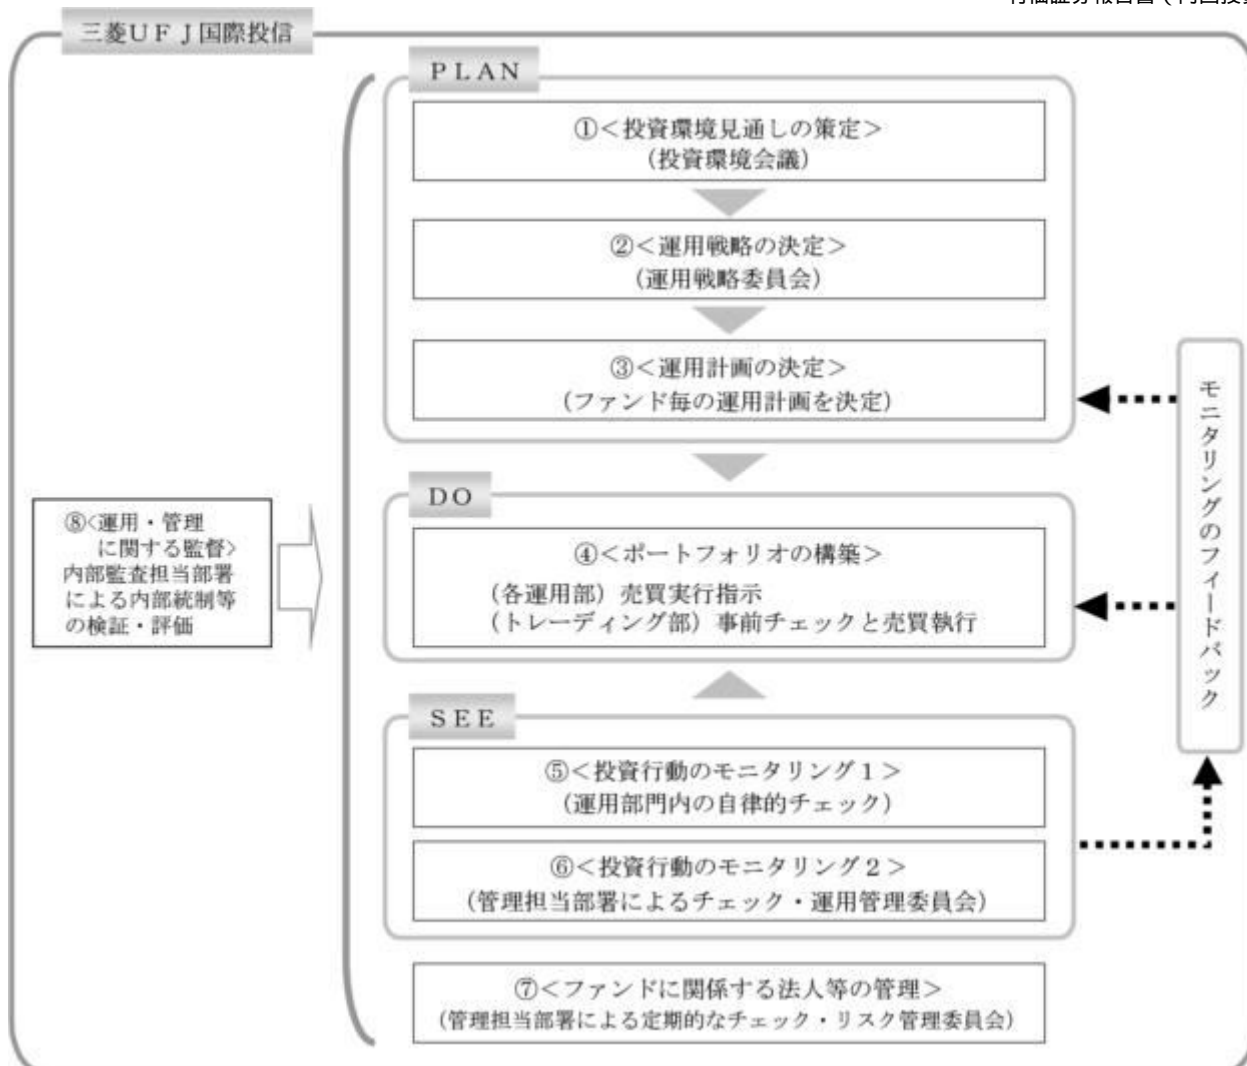 三菱ＵＦＪ国際投信
ＰＬＡＮ
①＜投資環境見通しの策定＞
（投資環境会議）
②＜運用戦略の決定＞
（運用戦略委員会）
③＜運用計画の決定＞
（ファンド毎の運用計画を決定）
ＤＯ
④＜ポートフォリオの構築＞
（各運用部）売買実行指示
（トレーディング部）事前チェックと売買執行
ＳＥＥ
⑤＜投資行動のモニタリング１＞
（運用部門内の自律的チェック）
⑥＜投資行動のモニタリング２＞
（管理担当部署によるチェック・運用管理委員会）
⑦＜ファンドに関係する法人等の管理＞
（管理担当部署による定期的なチェック・リスク管理委員会）
⑧＜運用・管理
に関する監督＞
内部監査担当部署
による内部統制等
の検証・評価
モニタリングのフィードバック